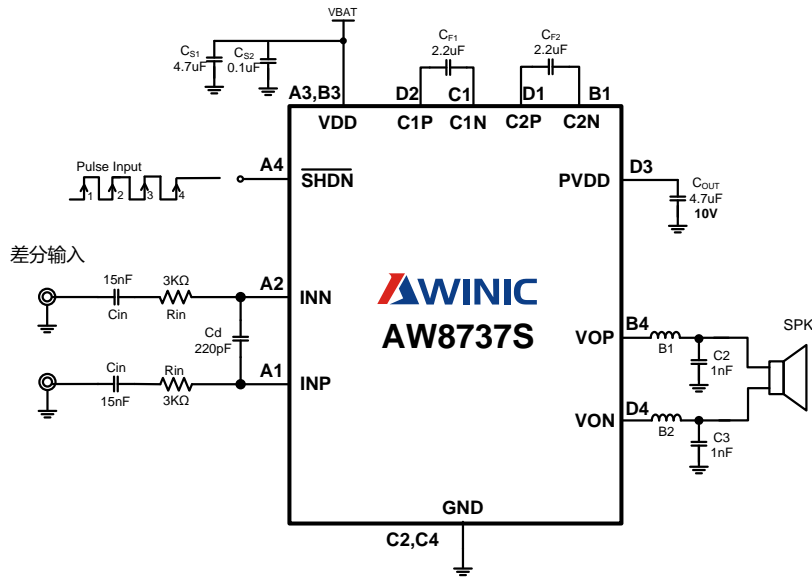 VBAT
CS1
4.7uF
CS2
0.1uF
CF1
2.2uF
CF2
2.2uF
A3,B3
D2
C1
D1
B1
VDD
C1P
C1N
C2P
C2N
Pulse Input
1 2 3 4
A4
SHDN
D3
PVDD
COUT
4.7uF
10V
差分输入
15nF
Cin
3KΩ
Rin
A2
INN
Cd
220pF
Cin
15nF
Rin
3KΩ
A1
INP
AWINIC
AW8737S
B4
VOP
B1
C2
1nF
SPK
D4
VON
B2
C3
1nF
GND
C2,C4